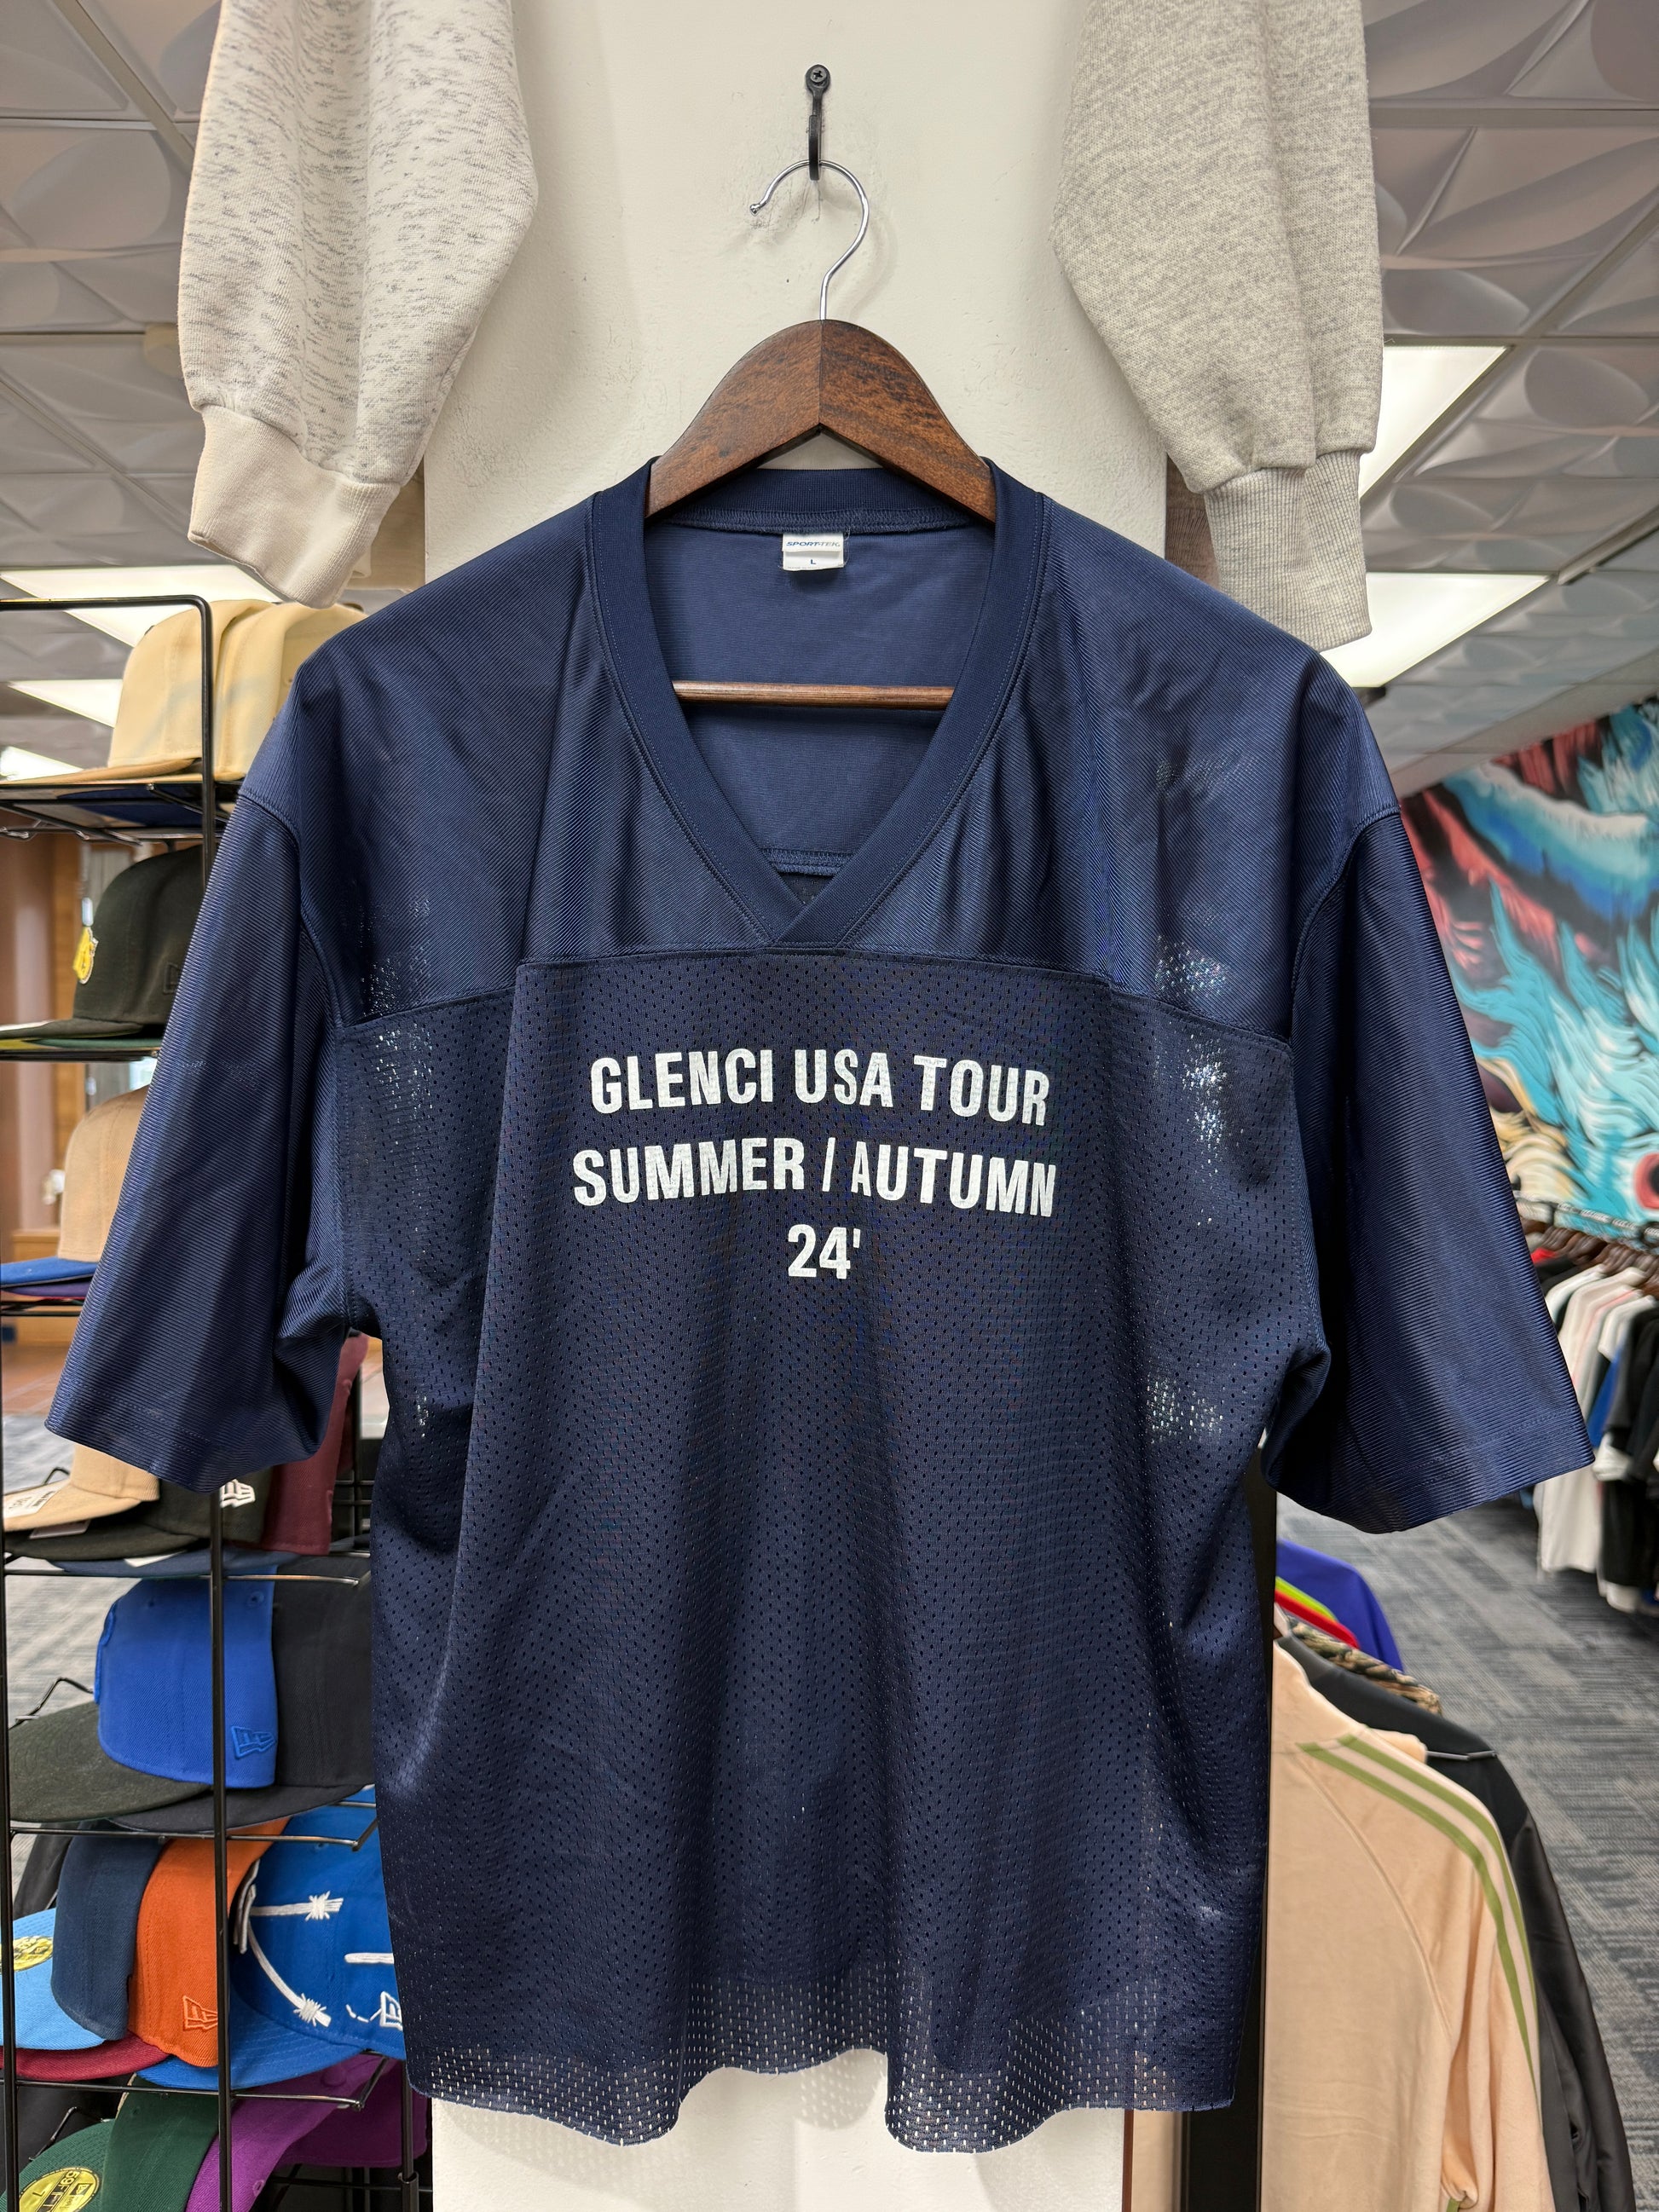 SPORT-TEK.
L
GLENCI USA TOUR
SUMMER / AUTUMN
24'